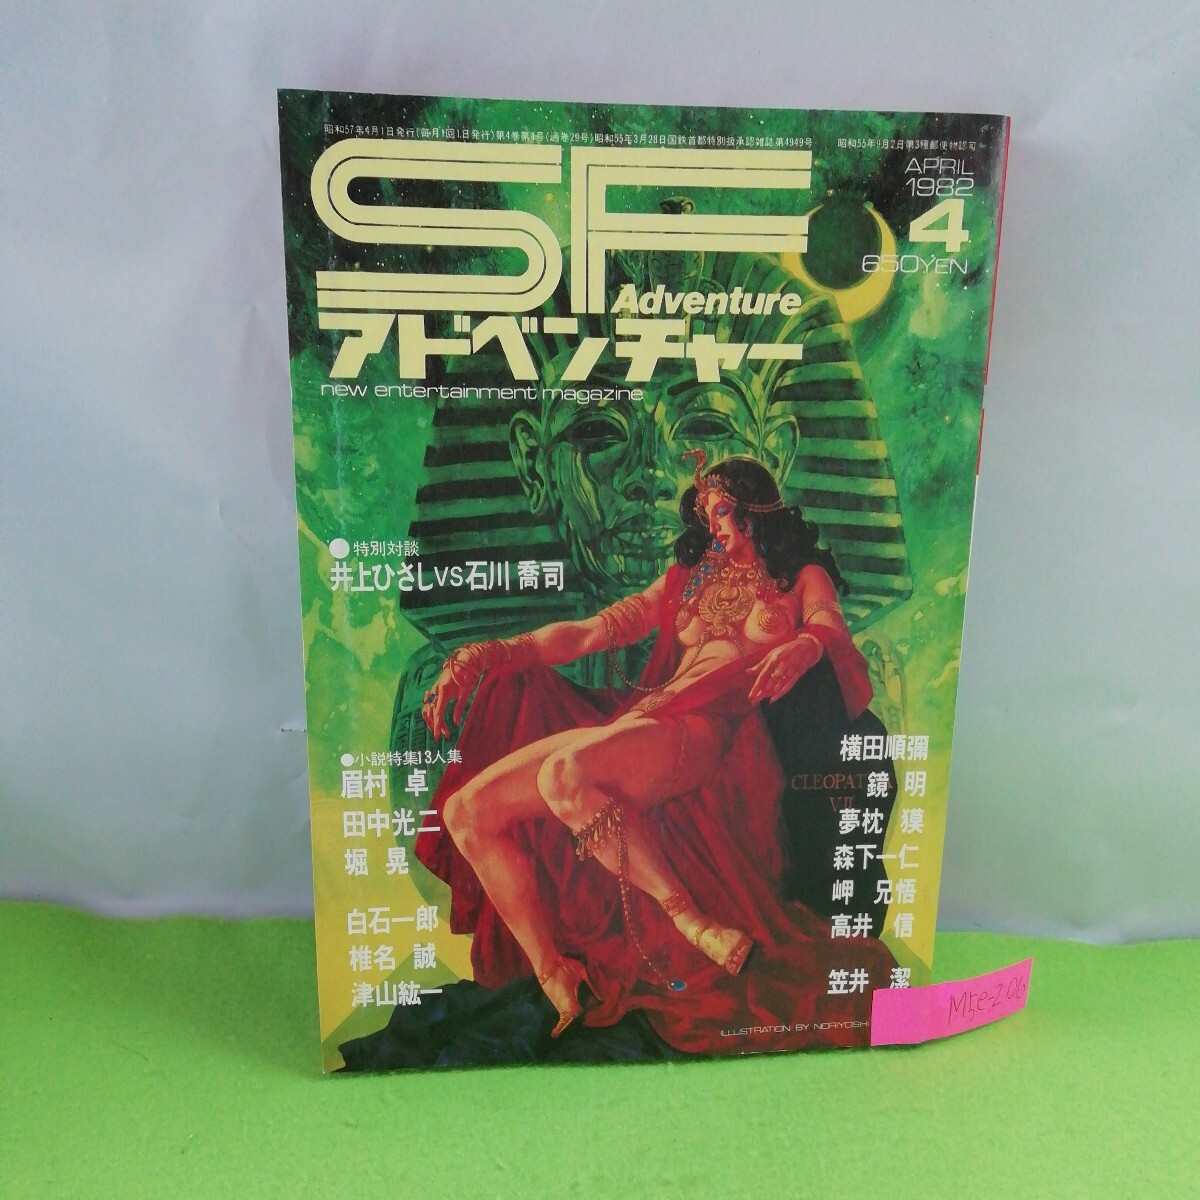 昭和57年4月1日発行(毎月1回1日発行)第4巻第4号(通巻29号)昭和55年3月28日国鉄首都特別扱承認雑誌第4949号
昭和55年9月2日第3種郵便物認可
APRIL
1982
4
650YEN
SF
Adventure
アドベンチャー
new entertainment magazine
●特別対談
井上ひさしVS石川喬司
●小説特集13人集
眉村 卓
田中光二
堀 晃
白石一郎
椎名 誠
津山紘一
横田順彌
鏡 明
夢枕 獏
森下一仁
岬 兄悟
高井 信
笠井 潔
CLEOPAT
VII
ILLUSTRATION BY NORIYOSHI
M5e-206